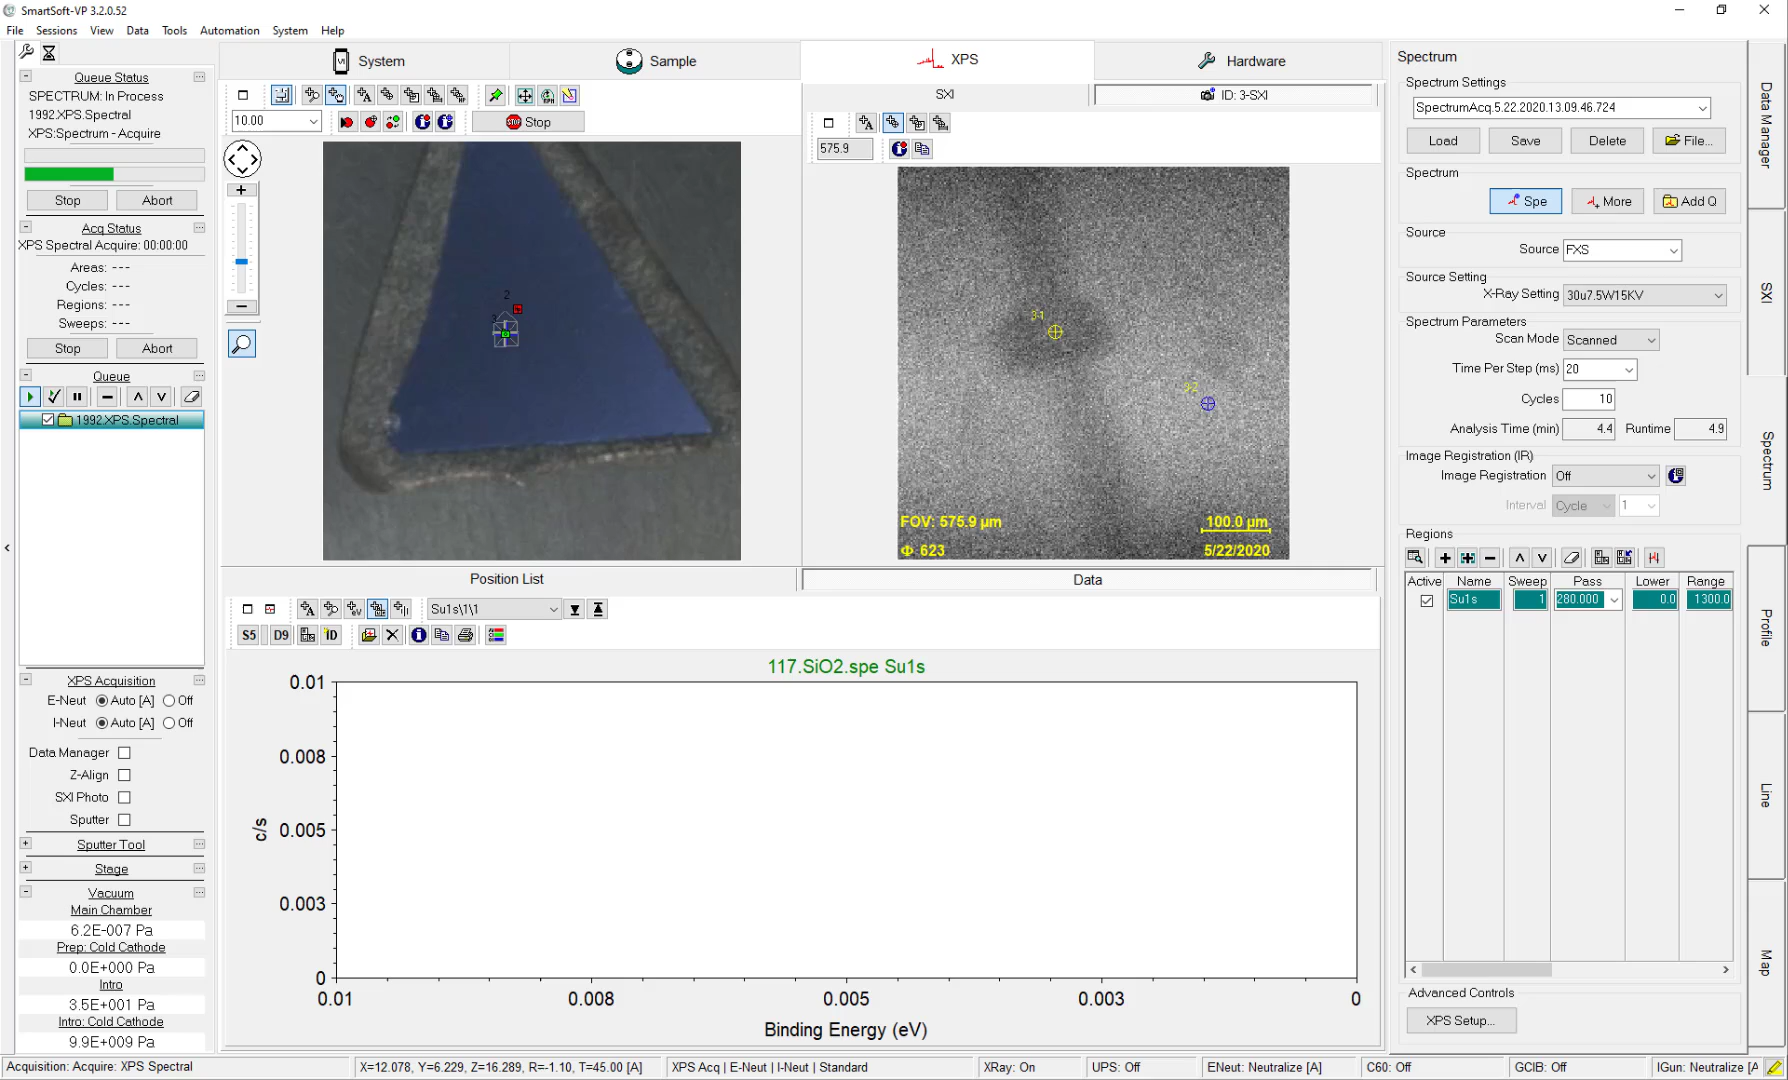 SmartSoft-VP 3.2.0.52
File Sessions View Data Tools Automation System Help
Queue Status
SPECTRUM: In Process
1992.XPS.Spectral
XPS:Spectrum - Acquire
Stop Abort
Acq Status
XPS Spectral Acquire: 00:00:00
Areas: ---
Cycles: ---
Regions: ---
Sweeps: ---
Stop Abort
Queue
1992.XPS.Spectral
XPS Acquisition
E-Neut Auto [A] Off
I-Neut Auto [A] Off
Data Manager
Z-Align
SXI Photo
Sputter
Sputter Tool
Stage
Vacuum
Main Chamber
6.2E-007 Pa
Prep: Cold Cathode
0.0E+000 Pa
Intro
3.5E+001 Pa
Intro: Cold Cathode
9.9E+009 Pa
System Sample XPS Hardware
10.00
STOP Stop
2
SXI ID: 3-SXI
575.9
3-1
3-2
FOV: 575.9 µm 100.0 µm
Φ 623 5/22/2020
Position List Data
Su1s\1\1
S5 D9 ID
117.SiO2.spe Su1s
0.01
0.008
0.005
0.003
0
c/s
0.01 0.008 0.005 0.003 0
Binding Energy (eV)
Spectrum
Spectrum Settings
SpectrumAcq.5.22.2020.13.09.46.724
Load Save Delete File...
Spectrum
Spe More Add Q
Source
Source FXS
Source Setting
X-Ray Setting 30u7.5W15KV
Spectrum Parameters
Scan Mode Scanned
Time Per Step (ms) 20
Cycles 10
Analysis Time (min) 4.4 Runtime 4.9
Image Registration (IR)
Image Registration Off
Interval Cycle 1
Regions
Active Name Sweep Pass Lower Range
Su1s 1 280.000 0.0 1300.0
Advanced Controls
XPS Setup...
Data Manager
SXI
Spectrum
Profile
Line
Map
Acquisition: Acquire: XPS Spectral X=12.078, Y=6.229, Z=16.289, R=-1.10, T=45.00 [A] XPS Acq | E-Neut | I-Neut | Standard XRay: On UPS: Off ENeut: Neutralize [A] C60: Off GCIB: Off IGun: Neutralize [A